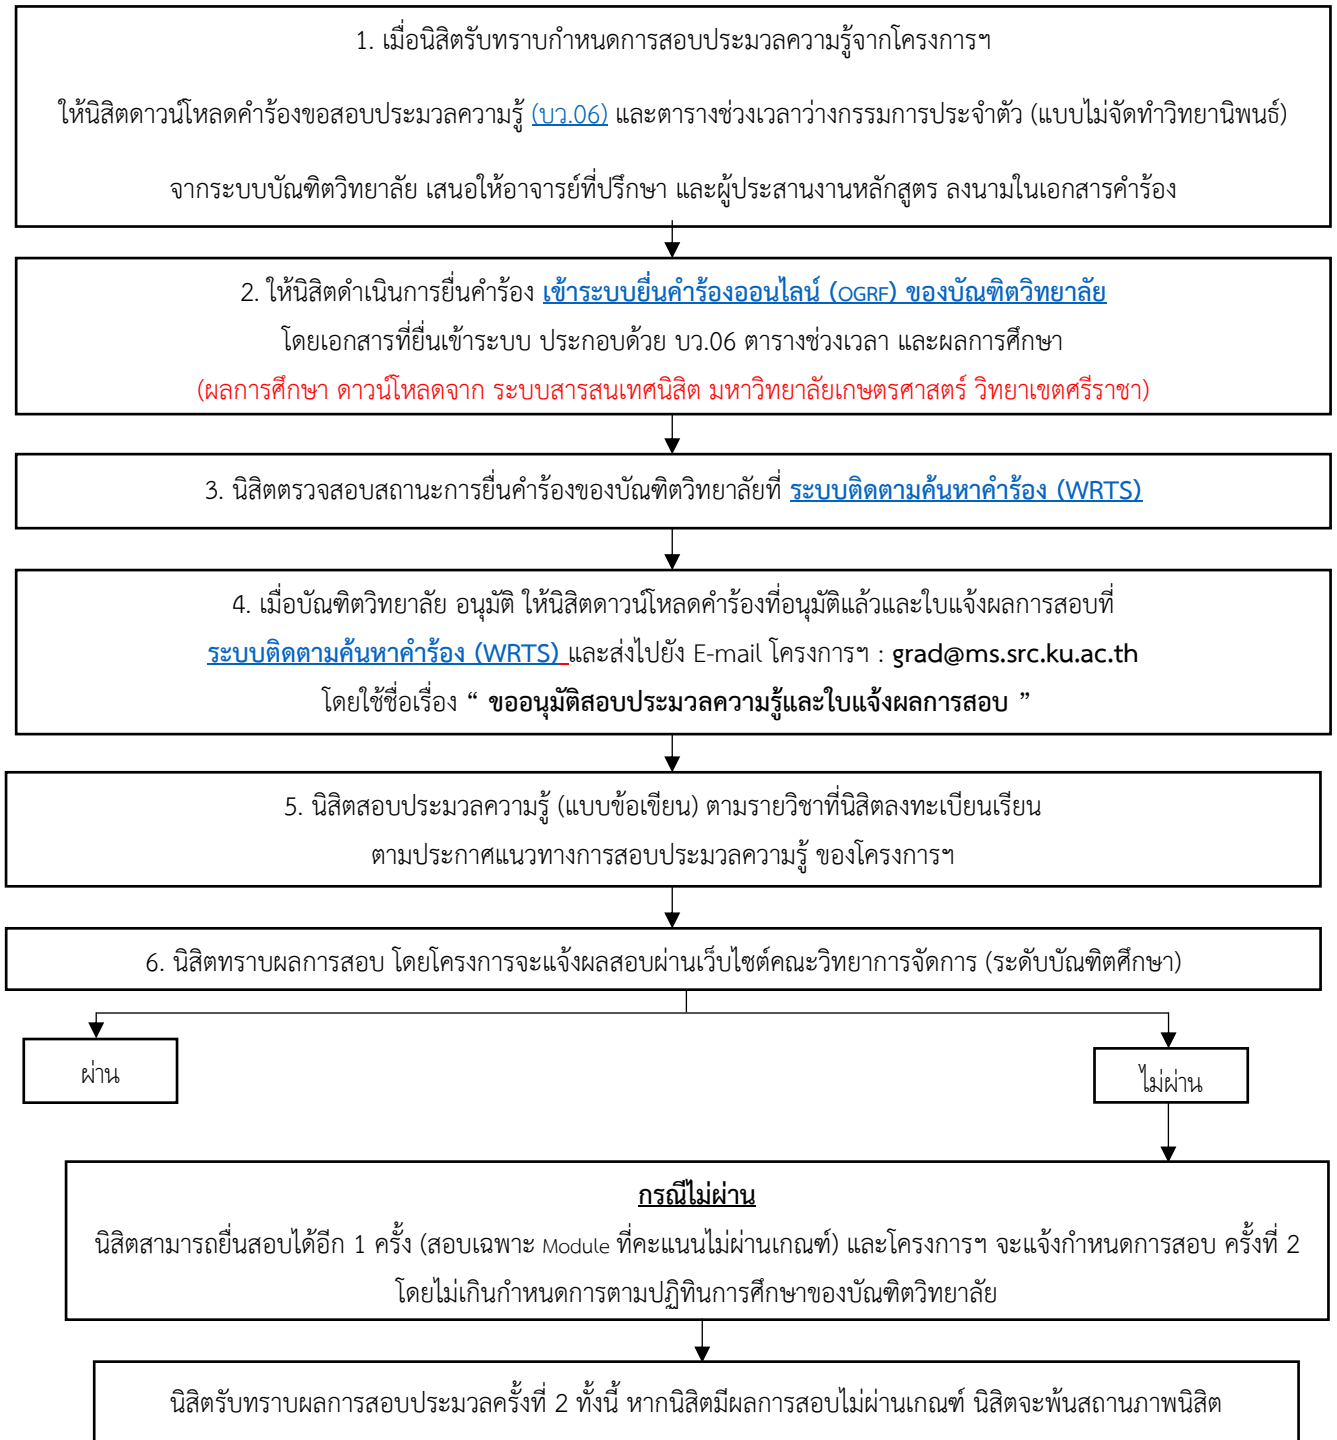 1. เมื่อนิสิตรับทราบกำหนดการสอบประมวลความรู้จากโครงการฯ
ให้นิสิตดาวน์โหลดคำร้องขอสอบประมวลความรู้ (บว.06) และตารางช่วงเวลาว่างกรรมการประจำตัว (แบบไม่จัดทำวิทยานิพนธ์)
จากระบบบัณฑิตวิทยาลัย เสนอให้อาจารย์ที่ปรึกษา และผู้ประสานงานหลักสูตร ลงนามในเอกสารคำร้อง
2. ให้นิสิตดำเนินการยื่นคำร้อง เข้าระบบยื่นคำร้องออนไลน์ (OGRF) ของบัณฑิตวิทยาลัย
โดยเอกสารที่ยื่นเข้าระบบ ประกอบด้วย บว.06 ตารางช่วงเวลา และผลการศึกษา
(ผลการศึกษา ดาวน์โหลดจาก ระบบสารสนเทศนิสิต มหาวิทยาลัยเกษตรศาสตร์ วิทยาเขตศรีราชา)
3. นิสิตตรวจสอบสถานะการยื่นคำร้องของบัณฑิตวิทยาลัยที่ ระบบติดตามค้นหาคำร้อง (WRTS)
4. เมื่อบัณฑิตวิทยาลัย อนุมัติ ให้นิสิตดาวน์โหลดคำร้องที่อนุมัติแล้วและใบแจ้งผลการสอบที่
ระบบติดตามค้นหาคำร้อง (WRTS) และส่งไปยัง E-mail โครงการฯ : grad@ms.src.ku.ac.th
โดยใช้ชื่อเรื่อง “ ขออนุมัติสอบประมวลความรู้และใบแจ้งผลการสอบ ”
5. นิสิตสอบประมวลความรู้ (แบบข้อเขียน) ตามรายวิชาที่นิสิตลงทะเบียนเรียน
ตามประกาศแนวทางการสอบประมวลความรู้ ของโครงการฯ
6. นิสิตทราบผลการสอบ โดยโครงการจะแจ้งผลสอบผ่านเว็บไซต์คณะวิทยาการจัดการ (ระดับบัณฑิตศึกษา)
ผ่าน
ไม่ผ่าน
กรณีไม่ผ่าน
นิสิตสามารถยื่นสอบได้อีก 1 ครั้ง (สอบเฉพาะ Module ที่คะแนนไม่ผ่านเกณฑ์) และโครงการฯ จะแจ้งกำหนดการสอบ ครั้งที่ 2
โดยไม่เกินกำหนดการตามปฏิทินการศึกษาของบัณฑิตวิทยาลัย
นิสิตรับทราบผลการสอบประมวลครั้งที่ 2 ทั้งนี้ หากนิสิตมีผลการสอบไม่ผ่านเกณฑ์ นิสิตจะพ้นสถานภาพนิสิต